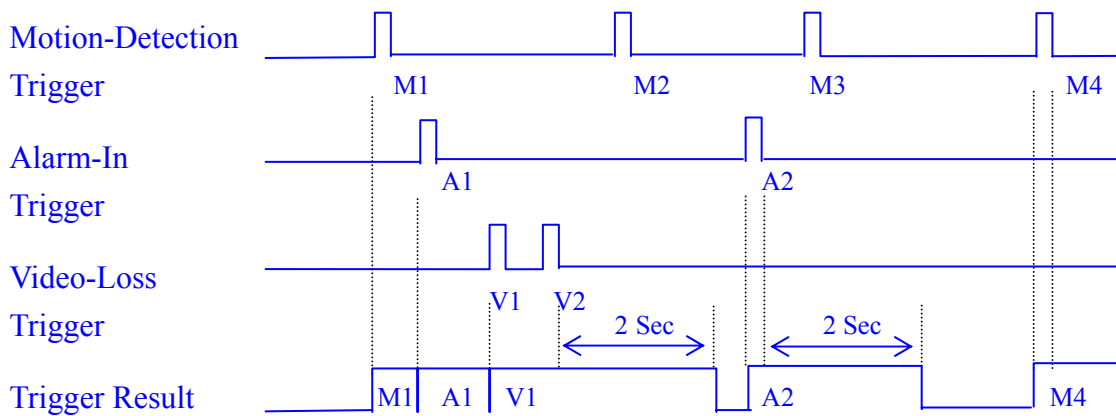 Motion-Detection
Trigger
M1 M2 M3 M4
Alarm-In
Trigger
A1 A2
Video-Loss
Trigger
V1 V2
2 Sec 2 Sec
Trigger Result
M1 A1 V1 A2 M4